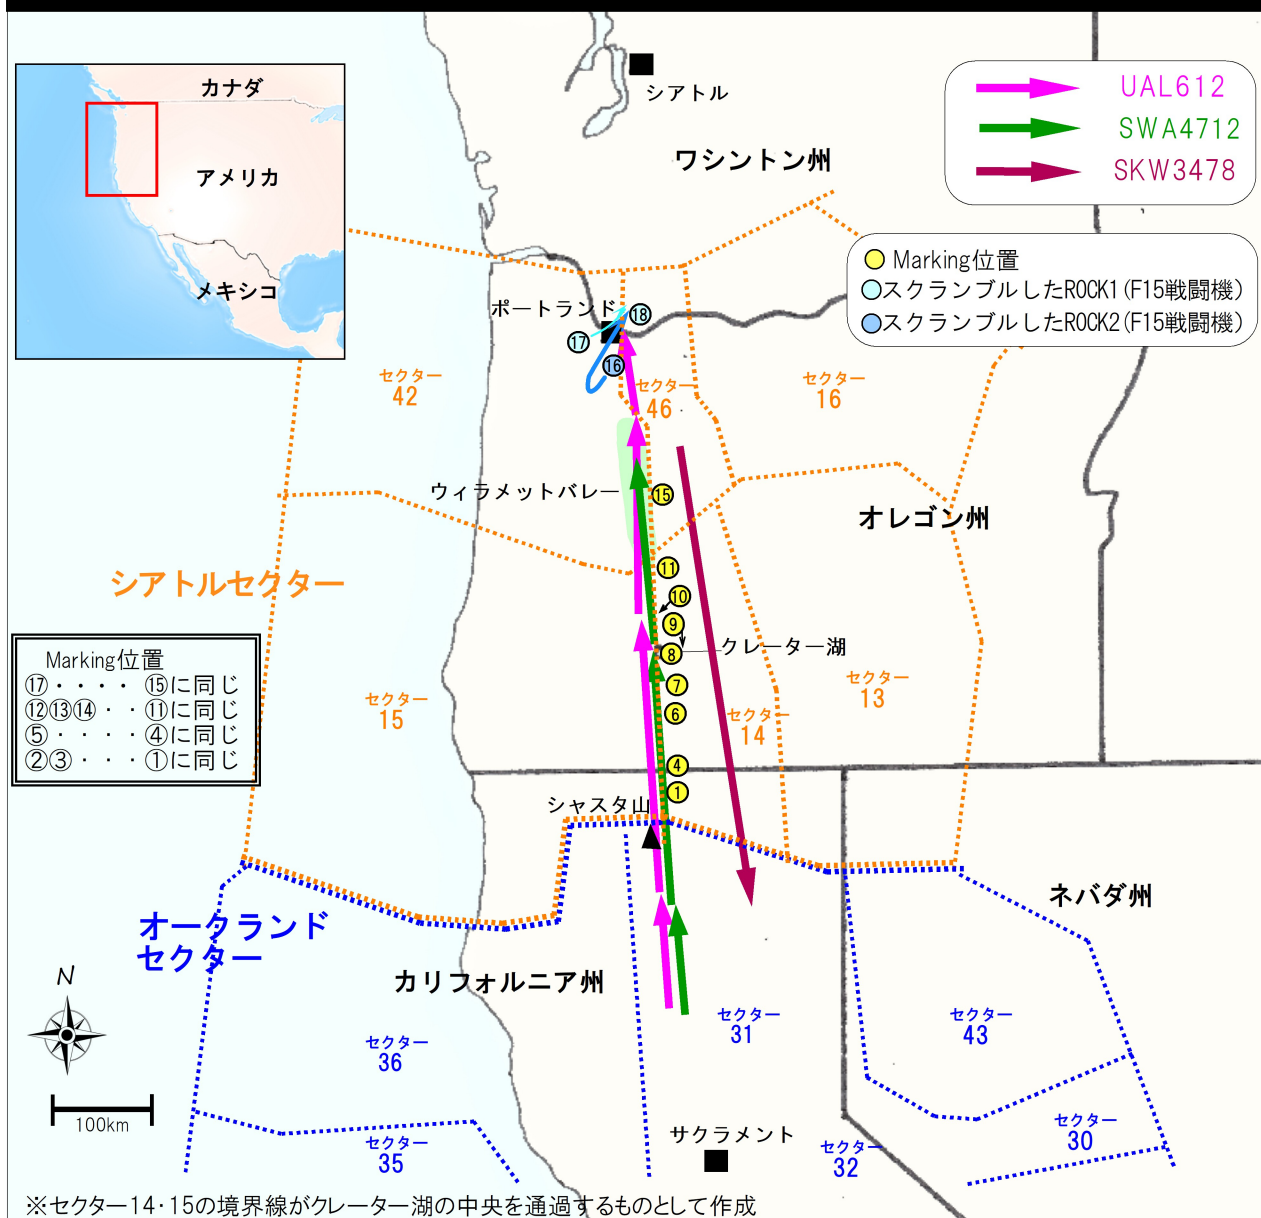 カナダ
アメリカ
メキシコ
シアトル
ワシントン州
UAL612
SWA4712
SKW3478
Marking位置
スクランブルしたROCK1(F15戦闘機)
スクランブルしたROCK2(F15戦闘機)
ポートランド
⑱
⑰
⑯
セクター
42
セクター
46
セクター
16
ウィラメットバレー
⑮
オレゴン州
シアトルセクター
⑪
⑩
⑨
⑧
クレーター湖
⑦
⑥
④
①
Marking位置
⑰・・・・ ⑮に同じ
⑫⑬⑭・・⑪に同じ
⑤・・・・④に同じ
②③・・・①に同じ
セクター
15
セクター
13
セクター
14
シャスタ山
オークランド
セクター
カリフォルニア州
ネバダ州
N
100km
セクター
36
セクター
31
セクター
43
セクター
35
サクラメント
セクター
32
セクター
30
※セクター14・15の境界線がクレーター湖の中央を通過するものとして作成